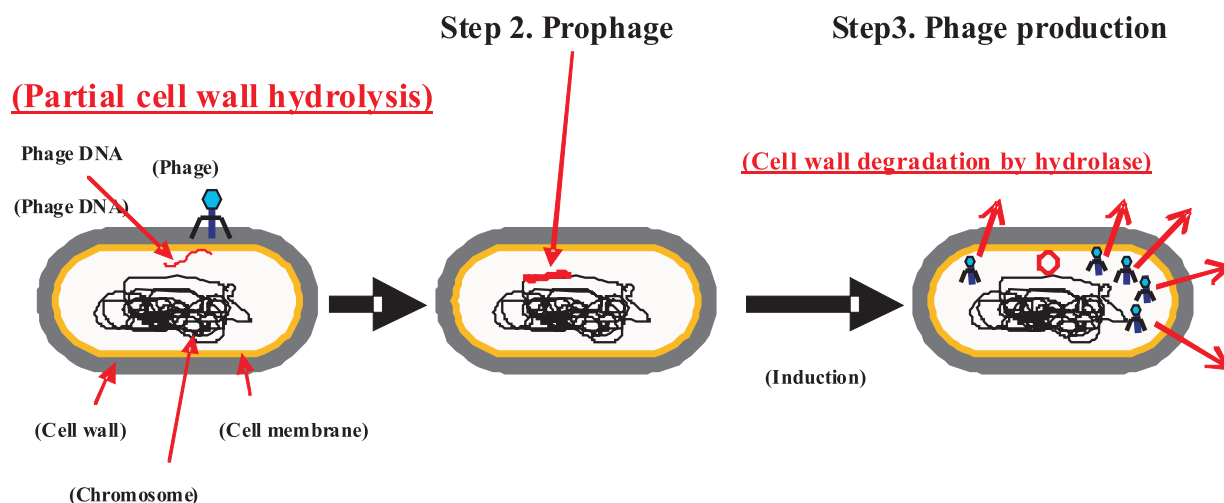 Step 2. Prophage
Step3. Phage production
(Partial cell wall hydrolysis)
Phage DNA
(Phage)
(Phage DNA)
(Cell wall degradation by hydrolase)
(Induction)
(Cell wall)
(Cell membrane)
(Chromosome)